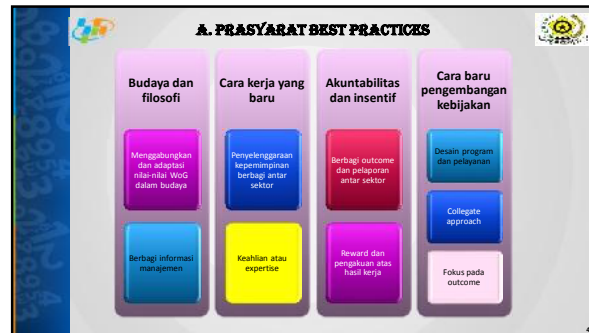 A. PRASYARAT BEST PRACTICES
Budaya dan
filosofi
Menggabungkan
dan adaptasi
nilai-nilai WoG
dalam budaya
Berbagi informasi
manajemen
Cara kerja yang
baru
Penyelenggaraan
kepemimpinan
berbagi antar
sektor
Keahlian atau
expertise
Akuntabilitas
dan insentif
Berbagi outcome
dan pelaporan
antar sektor
Reward dan
pengakuan atas
hasil kerja
Cara baru
pengembangan
kebijakan
Desain program
dan pelayanan
Collegate
approach
Fokus pada
outcome
4